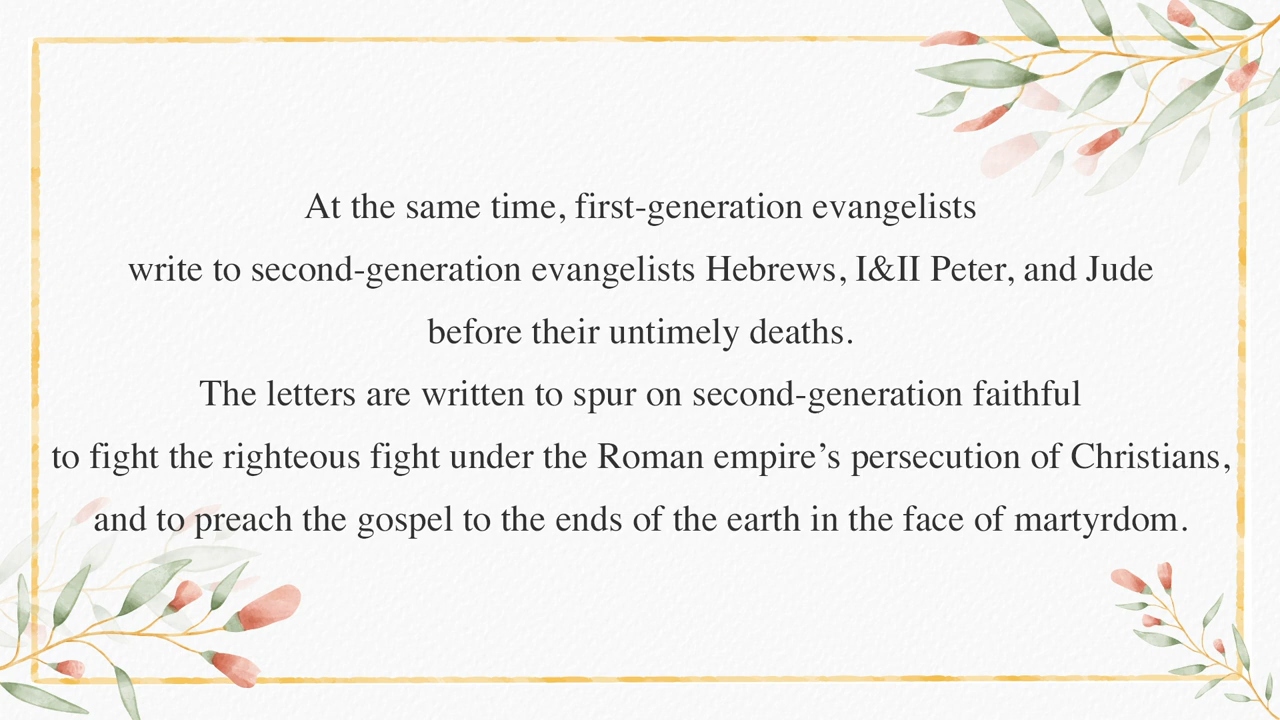 At the same time, first-generation evangelists
write to second-generation evangelists Hebrews, I&II Peter, and Jude
before their untimely deaths.
The letters are written to spur on second-generation faithful
to fight the righteous fight under the Roman empire’s persecution of Christians,
and to preach the gospel to the ends of the earth in the face of martyrdom.